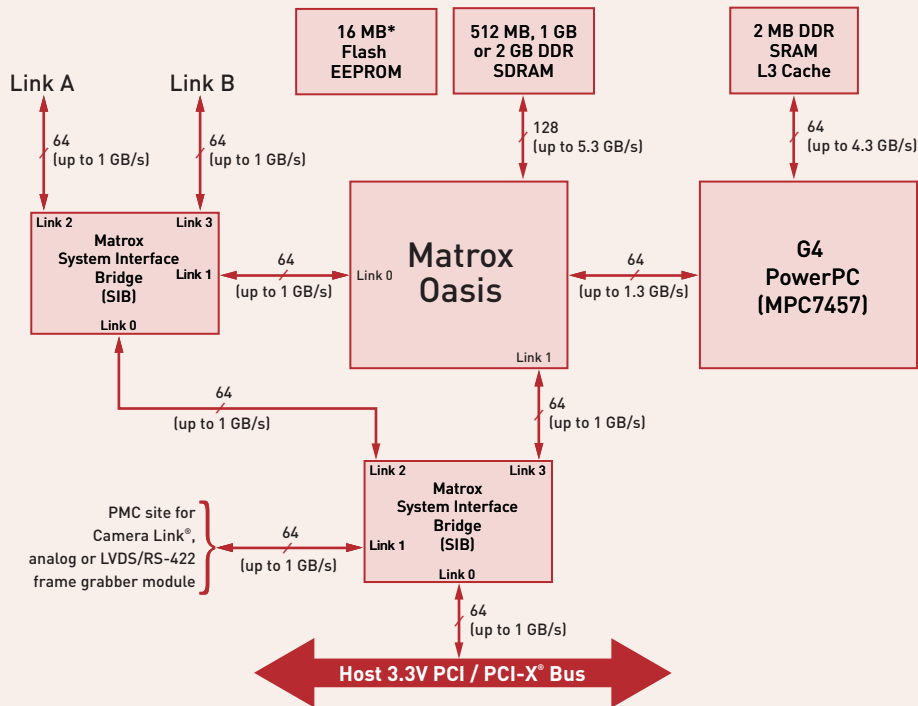 16 MB*
Flash
EEPROM
512 MB, 1 GB
or 2 GB DDR
SDRAM
2 MB DDR
SRAM
L3 Cache
Link A
Link B
64
(up to 1 GB/s)
64
(up to 1 GB/s)
128
(up to 5.3 GB/s)
64
(up to 4.3 GB/s)
Link 2
Link 3
Matrox
System Interface
Bridge
(SIB)
Link 1
Link 0
64
(up to 1 GB/s)
Link 0
Matrox
Oasis
Link 1
64
(up to 1.3 GB/s)
G4
PowerPC
(MPC7457)
64
(up to 1 GB/s)
64
(up to 1 GB/s)
Link 2
Link 3
Matrox
System Interface
Bridge
(SIB)
Link 1
Link 0
PMC site for
Camera Link®,
analog or LVDS/RS-422
frame grabber module
64
(up to 1 GB/s)
64
(up to 1 GB/s)
Host 3.3V PCI / PCI-X® Bus